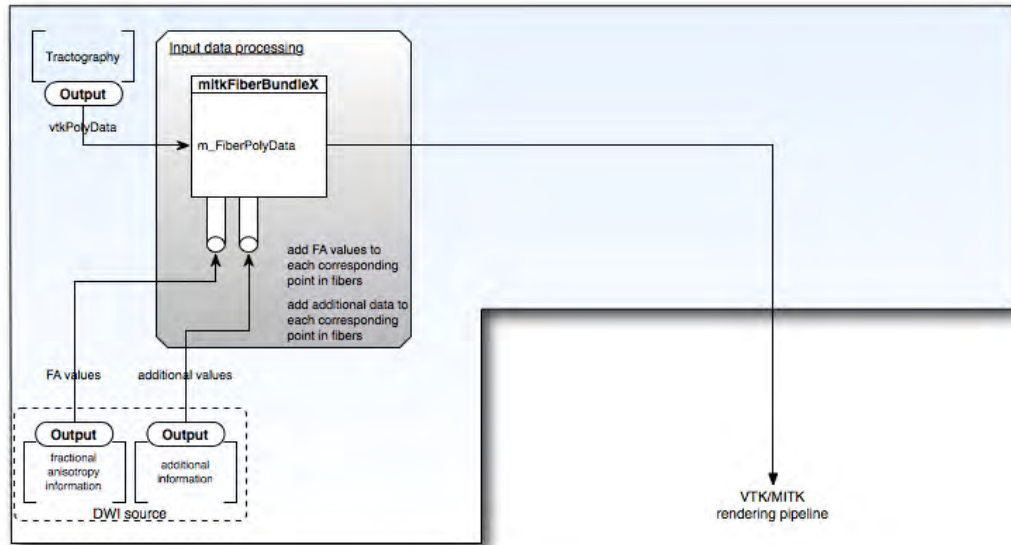 Tractography
Output
vtkPolyData
Input data processing
mitkFiberBundleX
m_FiberPolyData
add FA values to
each corresponding
point in fibers
add additional data to
each corresponding
point in fibers
FA values
additional values
Output
fractional
anisotropy
information
Output
additional
information
DWI source
VTK/MITK
rendering pipeline